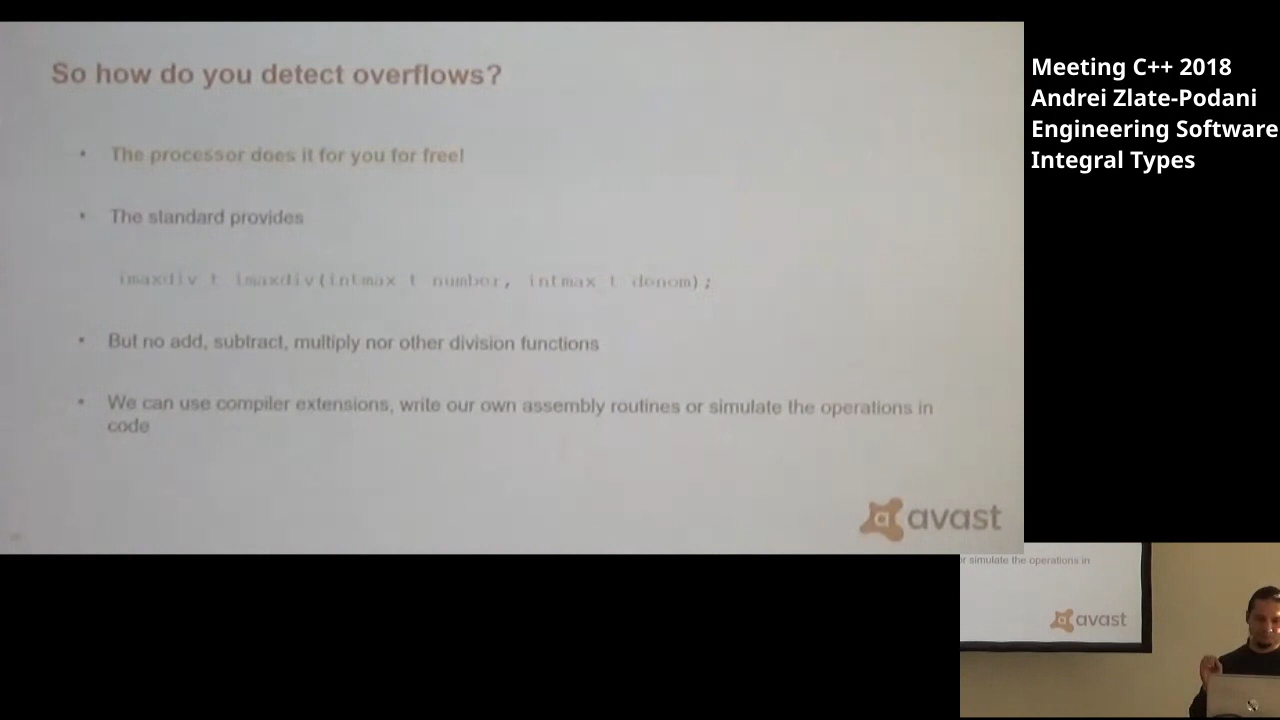 So how do you detect overflows?
The processor does it for you for free!
The standard provides
imaxdiv_t imaxdiv(intmax_t number, intmax_t denom);
But no add, subtract, multiply nor other division functions
We can use compiler extensions, write our own assembly routines or simulate the operations in
code
avast
Meeting C++ 2018
Andrei Zlate-Podani
Engineering Software
Integral Types
simulate the operations in
avast